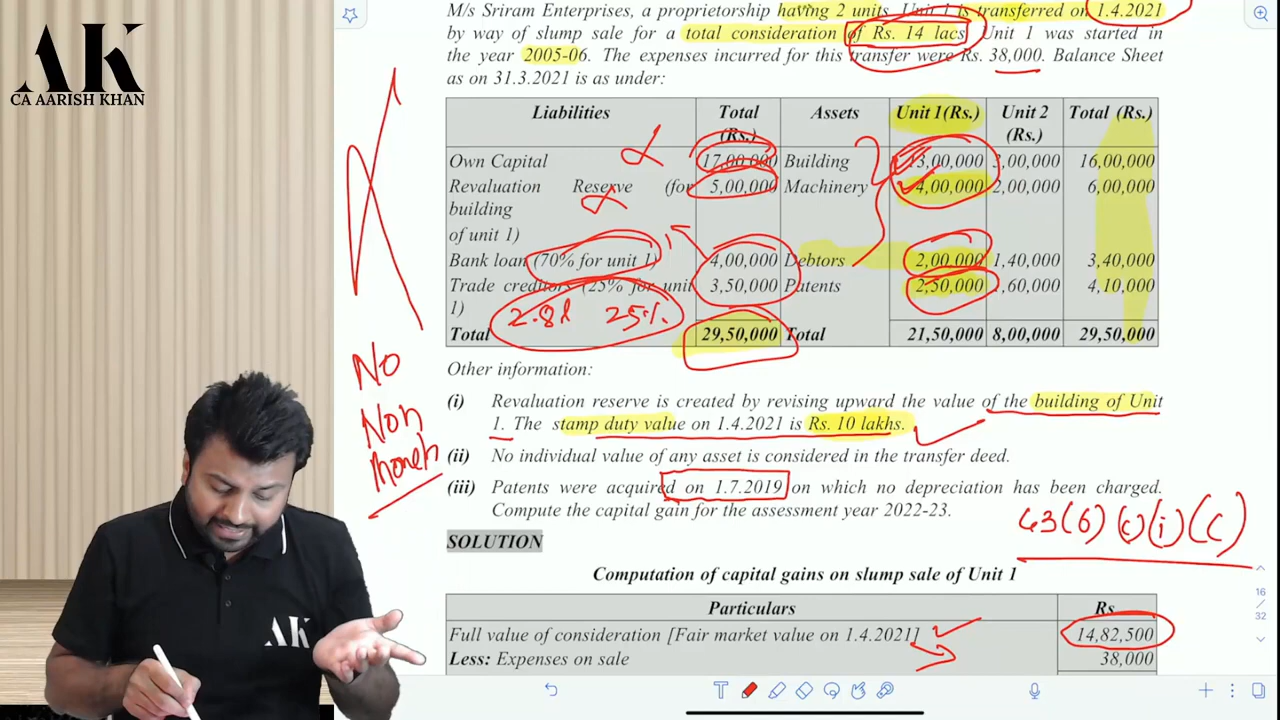 AK
CA AARISH KHAN
M/s Sriram Enterprises, a proprietorship having 2 units. Unit 1 is transferred on 1.4.2021
by way of slump sale for a total consideration of Rs. 14 lacs. Unit 1 was started in
the year 2005-06. The expenses incurred for this transfer were Rs. 38,000. Balance Sheet
as on 31.3.2021 is as under:
Liabilities Total (Rs.) Assets Unit 1(Rs.) Unit 2 (Rs.) Total (Rs.)
Own Capital 17,00,000 Building 13,00,000 3,00,000 16,00,000
Revaluation Reserve (for 5,00,000 Machinery 4,00,000 2,00,000 6,00,000
building
of unit 1)
Bank loan (70% for unit 1) 4,00,000 Debtors 2,00,000 1,40,000 3,40,000
Trade creditors (25% for unit 3,50,000 Patents 2,50,000 1,60,000 4,10,000
1)
2.8l 25%
Total 29,50,000 Total 21,50,000 8,00,000 29,50,000
No
Non
Other information:
(i) Revaluation reserve is created by revising upward the value of the building of Unit
1. The stamp duty value on 1.4.2021 is Rs. 10 lakhs.
(ii) No individual value of any asset is considered in the transfer deed.
(iii) Patents were acquired on 1.7.2019 on which no depreciation has been charged.
Compute the capital gain for the assessment year 2022-23.
43(6)(c)(i)(C)
SOLUTION
Computation of capital gains on slump sale of Unit 1
Particulars Rs
Full value of consideration [Fair market value on 1.4.2021] 14,82,500
Less: Expenses on sale 38,000
AK
16
/
32